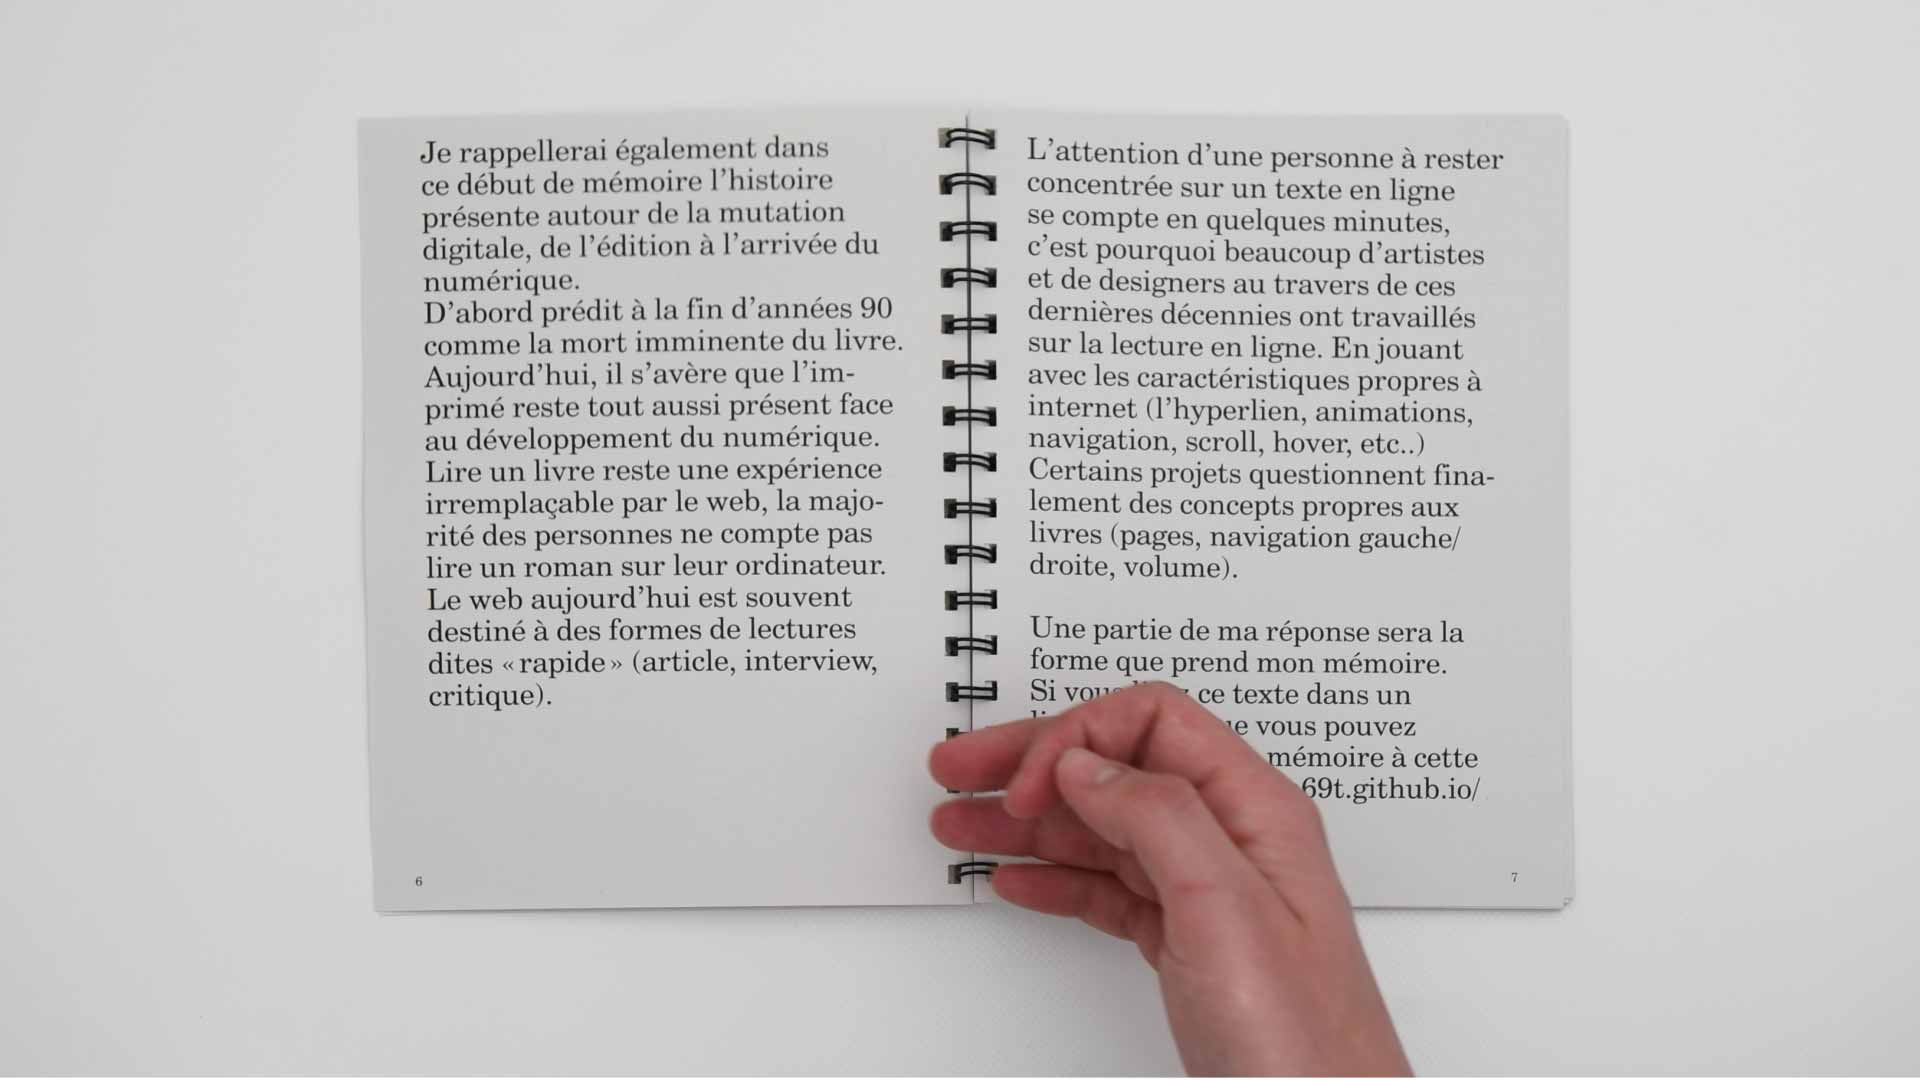 Je rappellerai également dans
ce début de mémoire l’histoire
présente autour de la mutation
digitale, de l’édition à l’arrivée du
numérique.
D’abord prédit à la fin d’années 90
comme la mort imminente du livre.
Aujourd’hui, il s’avère que l’im-
primé reste tout aussi présent face
au développement du numérique.
Lire un livre reste une expérience
irremplaçable par le web, la majo-
rité des personnes ne compte pas
lire un roman sur leur ordinateur.
Le web aujourd’hui est souvent
destiné à des formes de lectures
dites « rapide » (article, interview,
critique).
6
L’attention d’une personne à rester
concentrée sur un texte en ligne
se compte en quelques minutes,
c’est pourquoi beaucoup d’artistes
et de designers au travers de ces
dernières décennies ont travaillés
sur la lecture en ligne. En jouant
avec les caractéristiques propres à
internet (l’hyperlien, animations,
navigation, scroll, hover, etc..)
Certains projets questionnent fina-
lement des concepts propres aux
livres (pages, navigation gauche/
droite, volume).
Une partie de ma réponse sera la
forme que prend mon mémoire.
Si vous ce texte dans un
vous pouvez
mémoire à cette
69t.github.io/
7